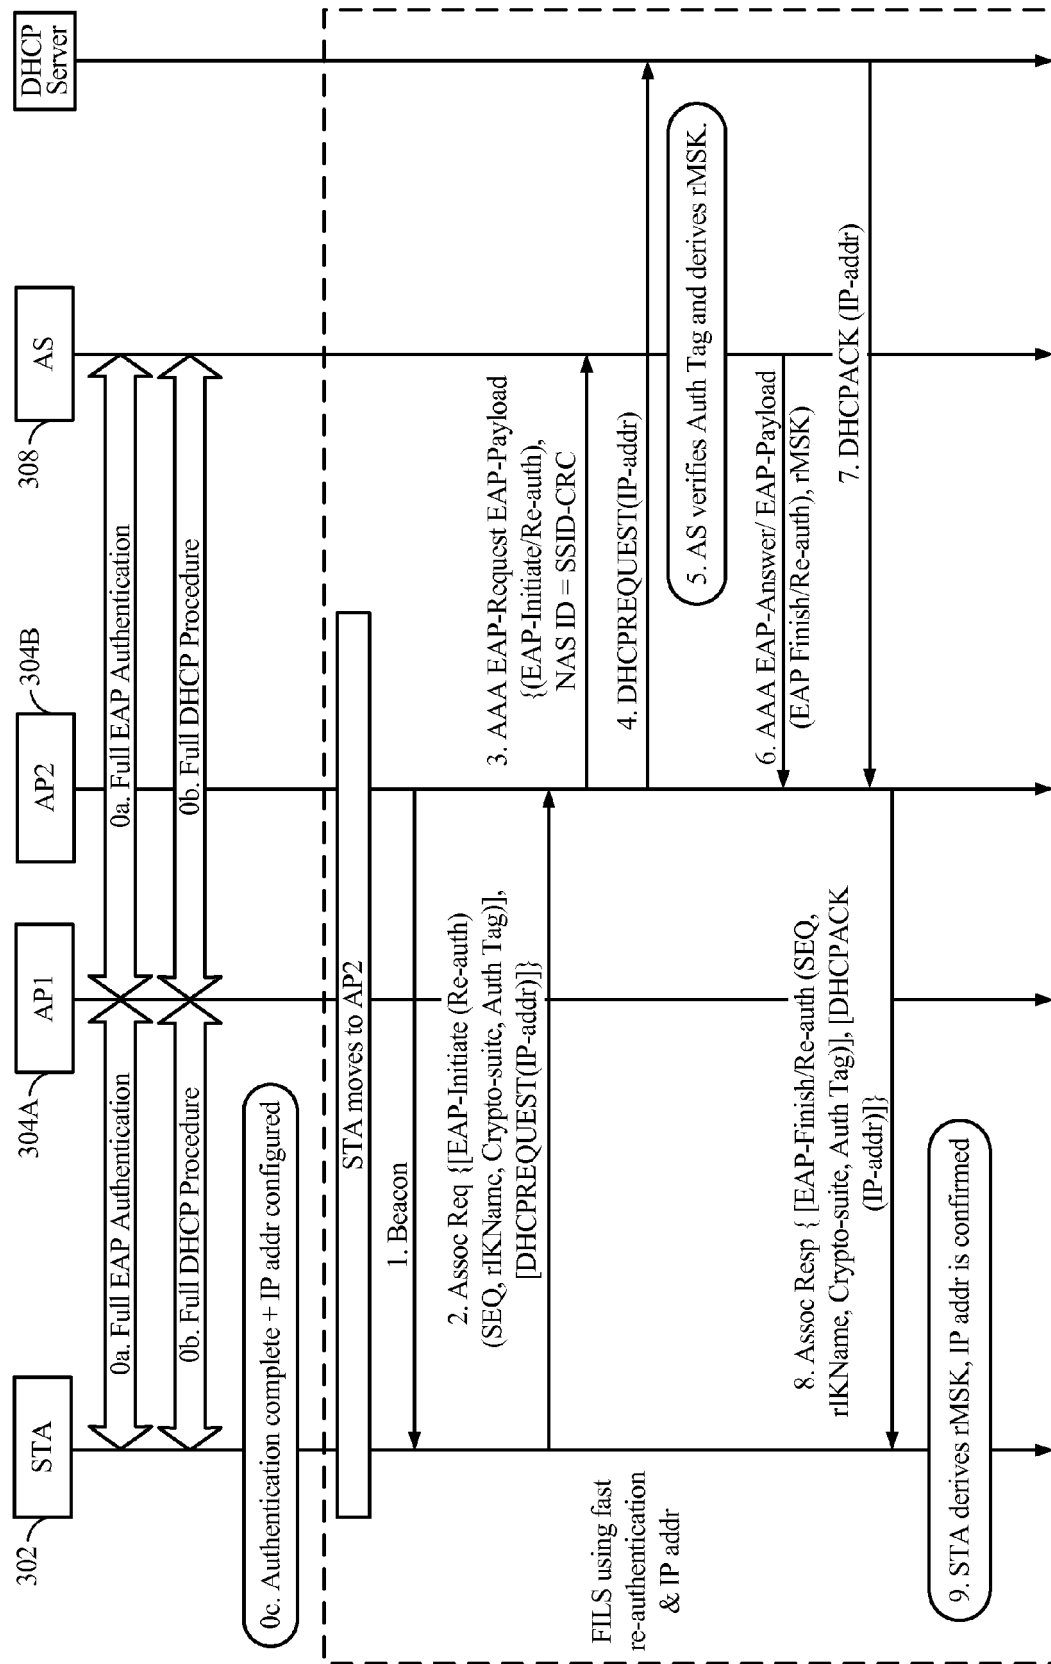 STA
AP1
AP2
AS
DHCP
Server
302
304A
304B
308
0a. Full EAP Authentication
0a. Full EAP Authentication
0b. Full DHCP Procedure
0b. Full DHCP Procedure
0c. Authentication complete + IP addr configured
STA moves to AP2
1. Beacon
2. Assoc Req {[EAP-Initiate (Re-auth)
(SEQ, rIKName, Crypto-suite, Auth Tag)],
[DHCPREQUEST(IP-addr)]}
3. AAA EAP-Request EAP-Payload
{(EAP-Initiate/Re-auth),
NAS ID = SSID-CRC
4. DHCPREQUEST(IP-addr)
FILS using fast
re-authentication
& IP addr
5. AS verifies Auth Tag and derives rMSK.
6. AAA EAP-Answer/ EAP-Payload
(EAP Finish/Re-auth), rMSK)
7. DHCPACK (IP-addr)
8. Assoc Resp { [EAP-Finish/Re-auth (SEQ,
rIKName, Crypto-suite, Auth Tag)], [DHCPACK
(IP-addr)]}
9. STA derives rMSK, IP addr is confirmed